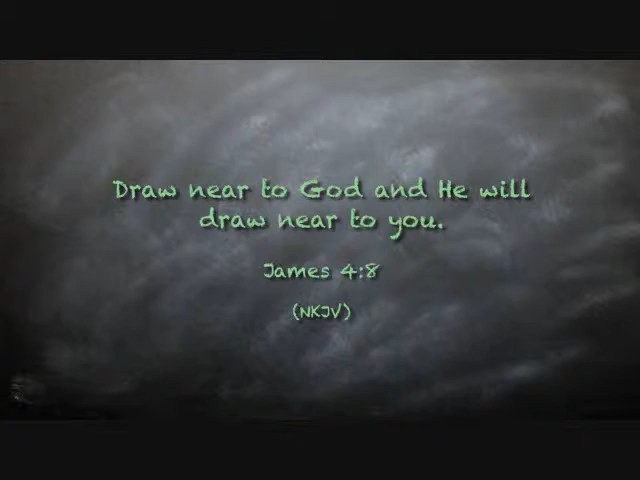 Draw near to God and He will
draw near to you.
James 4:8
(NKJV)